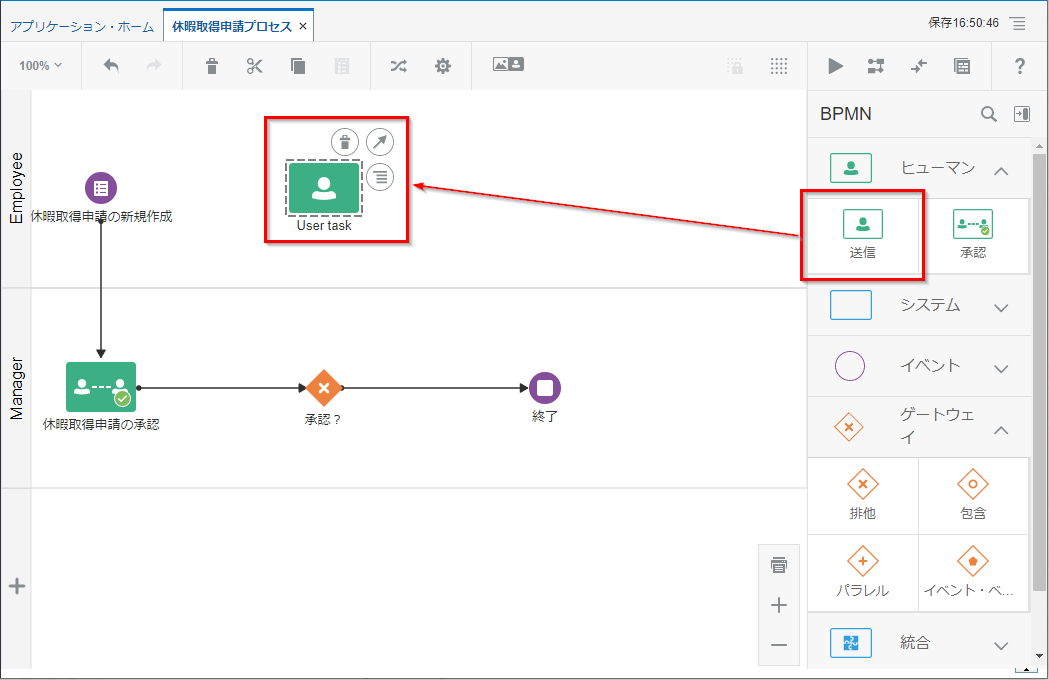 アプリケーション・ホーム
休暇取得申請プロセス ×
保存16:50:46
100%
?
BPMN
Employee
休暇取得申請の新規作成
User task
ヒューマン
送信
承認
システム
イベント
Manager
休暇取得申請の承認
承認？
終了
ゲートウェ
イ
排他
包含
パラレル
イベント・ベ...
統合